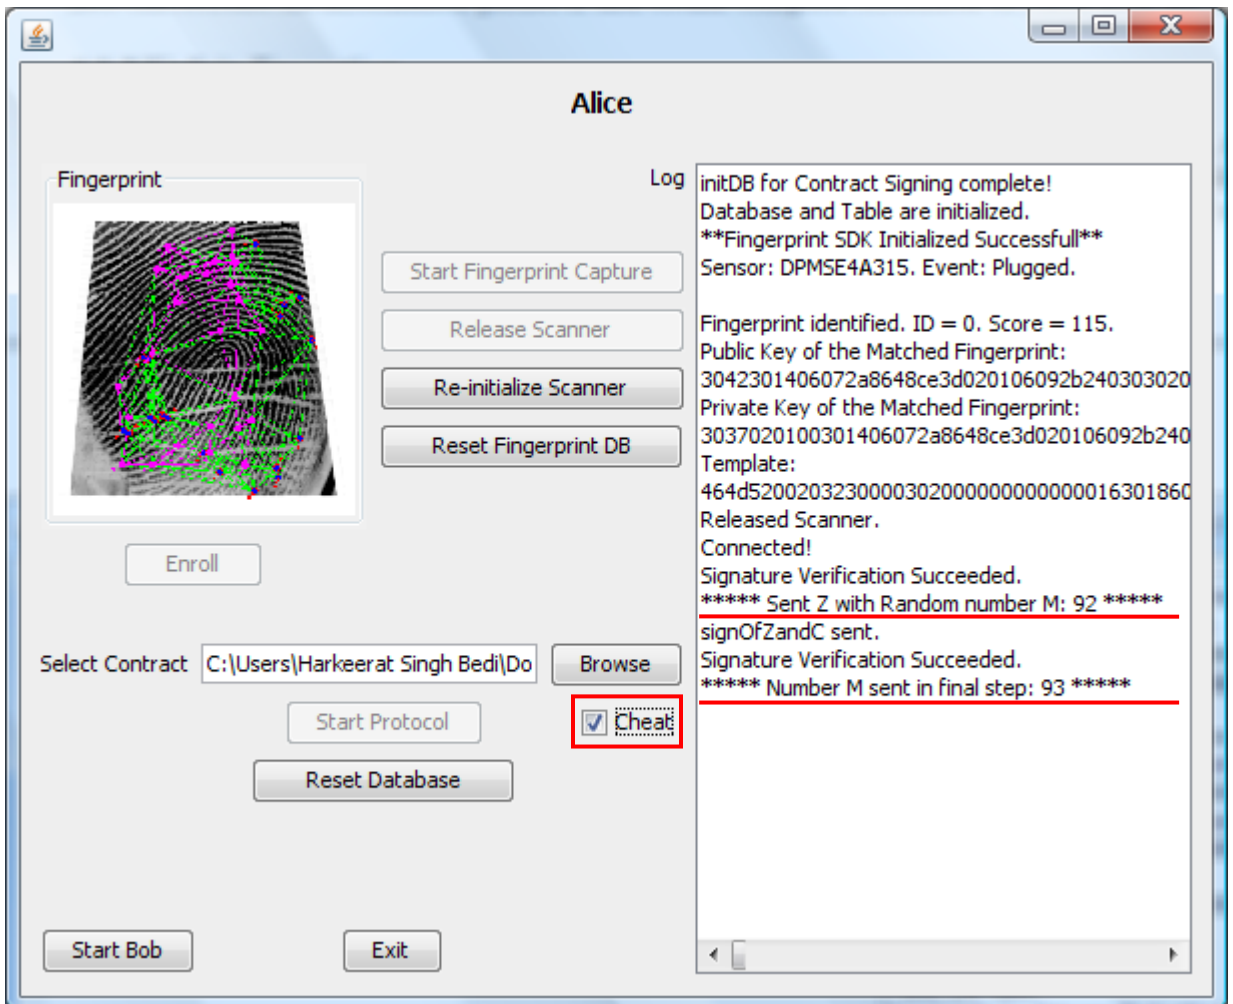 Alice
Fingerprint
Start Fingerprint Capture
Release Scanner
Re-initialize Scanner
Reset Fingerprint DB
Enroll
Select Contract C:\Users\Harkeerat Singh Bedi\Do Browse
Start Protocol Cheat
Reset Database
Start Bob Exit
Log
initDB for Contract Signing complete!
Database and Table are initialized.
**Fingerprint SDK Initialized Successfull**
Sensor: DPMSE4A315. Event: Plugged.
Fingerprint identified. ID = 0. Score = 115.
Public Key of the Matched Fingerprint:
3042301406072a8648ce3d020106092b240303020
Private Key of the Matched Fingerprint:
3037020100301406072a8648ce3d020106092b240
Template:
Released Scanner.
Connected!
Signature Verification Succeeded.
***** Sent Z with Random number M: 92 *****
signOfZandC sent.
Signature Verification Succeeded.
***** Number M sent in final step: 93 *****